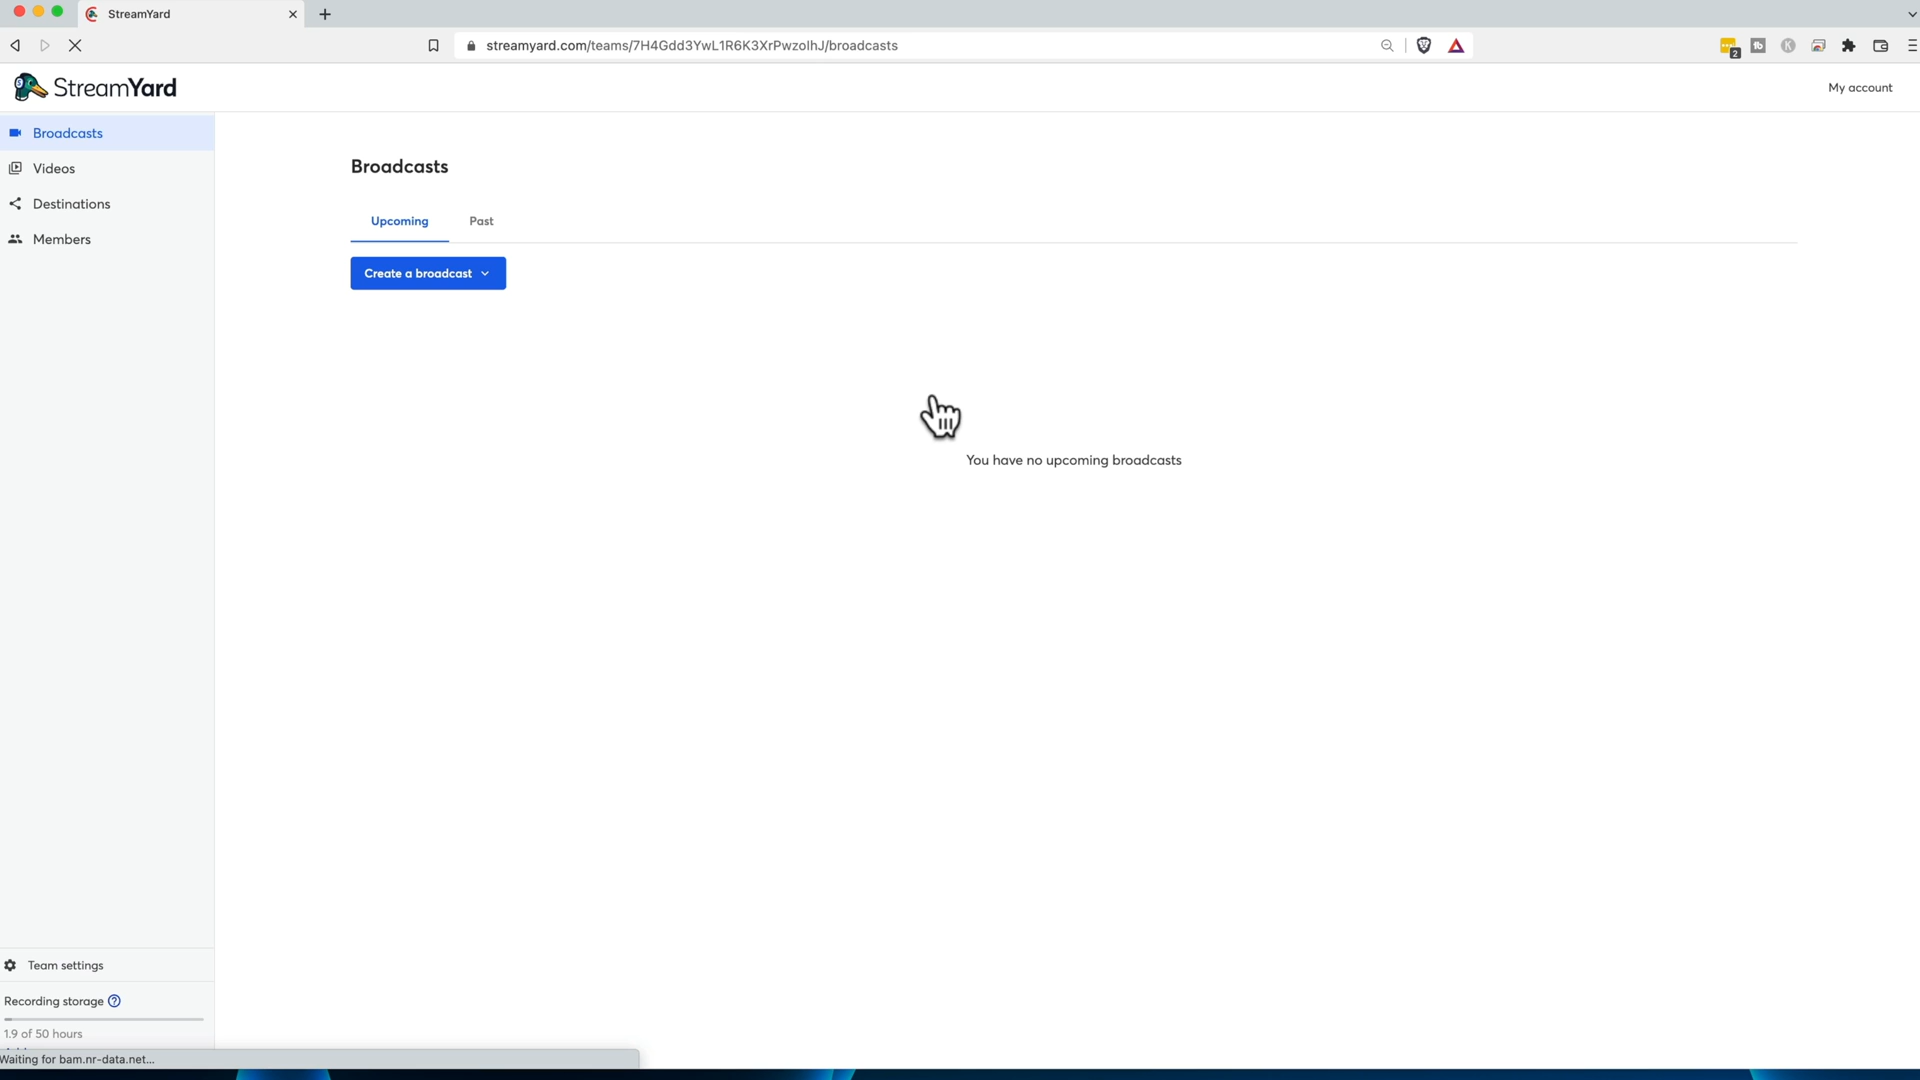 StreamYard
streamyard.com/teams/7H4Gdd3YwL1R6K3XrPwzolhJ/broadcasts
2
tb
K
StreamYard
My account
Broadcasts
Videos
Destinations
Members
Broadcasts
Upcoming
Past
Create a broadcast
You have no upcoming broadcasts
Team settings
Recording storage ?
1.9 of 50 hours
Waiting for bam.nr-data.net...